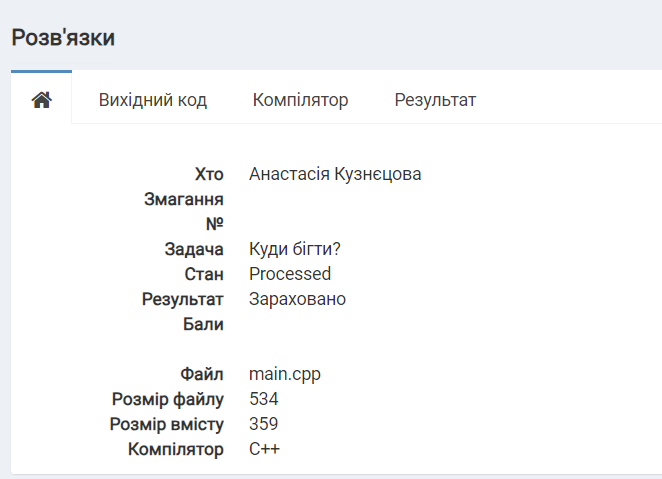 Розв'язки
Вихідний код Компілятор Результат
Хто Анастасія Кузнєцова
Змагання
№
Задача Куди бігти?
Стан Processed
Результат Зараховано
Бали
Файл main.cpp
Розмір файлу 534
Розмір вмісту 359
Компілятор C++